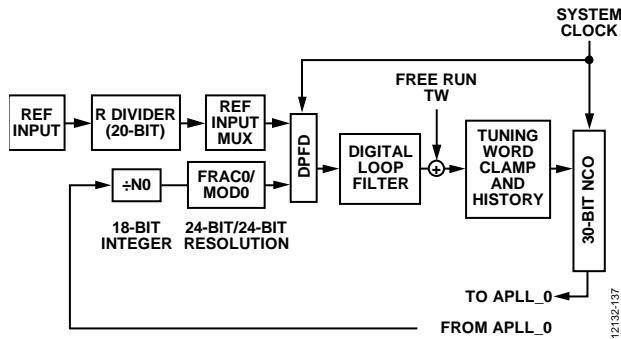 SYSTEM
CLOCK
FREE RUN
TW
REF
INPUT
R DIVIDER
(20-BIT)
REF
INPUT
MUX
DPFD
DIGITAL
LOOP
FILTER
+
TUNING
WORD
CLAMP
AND
HISTORY
30-BIT NCO
÷N0
FRAC0/
MOD0
18-BIT
INTEGER
24-BIT/24-BIT
RESOLUTION
TO APLL_0
FROM APLL_0
12132-137